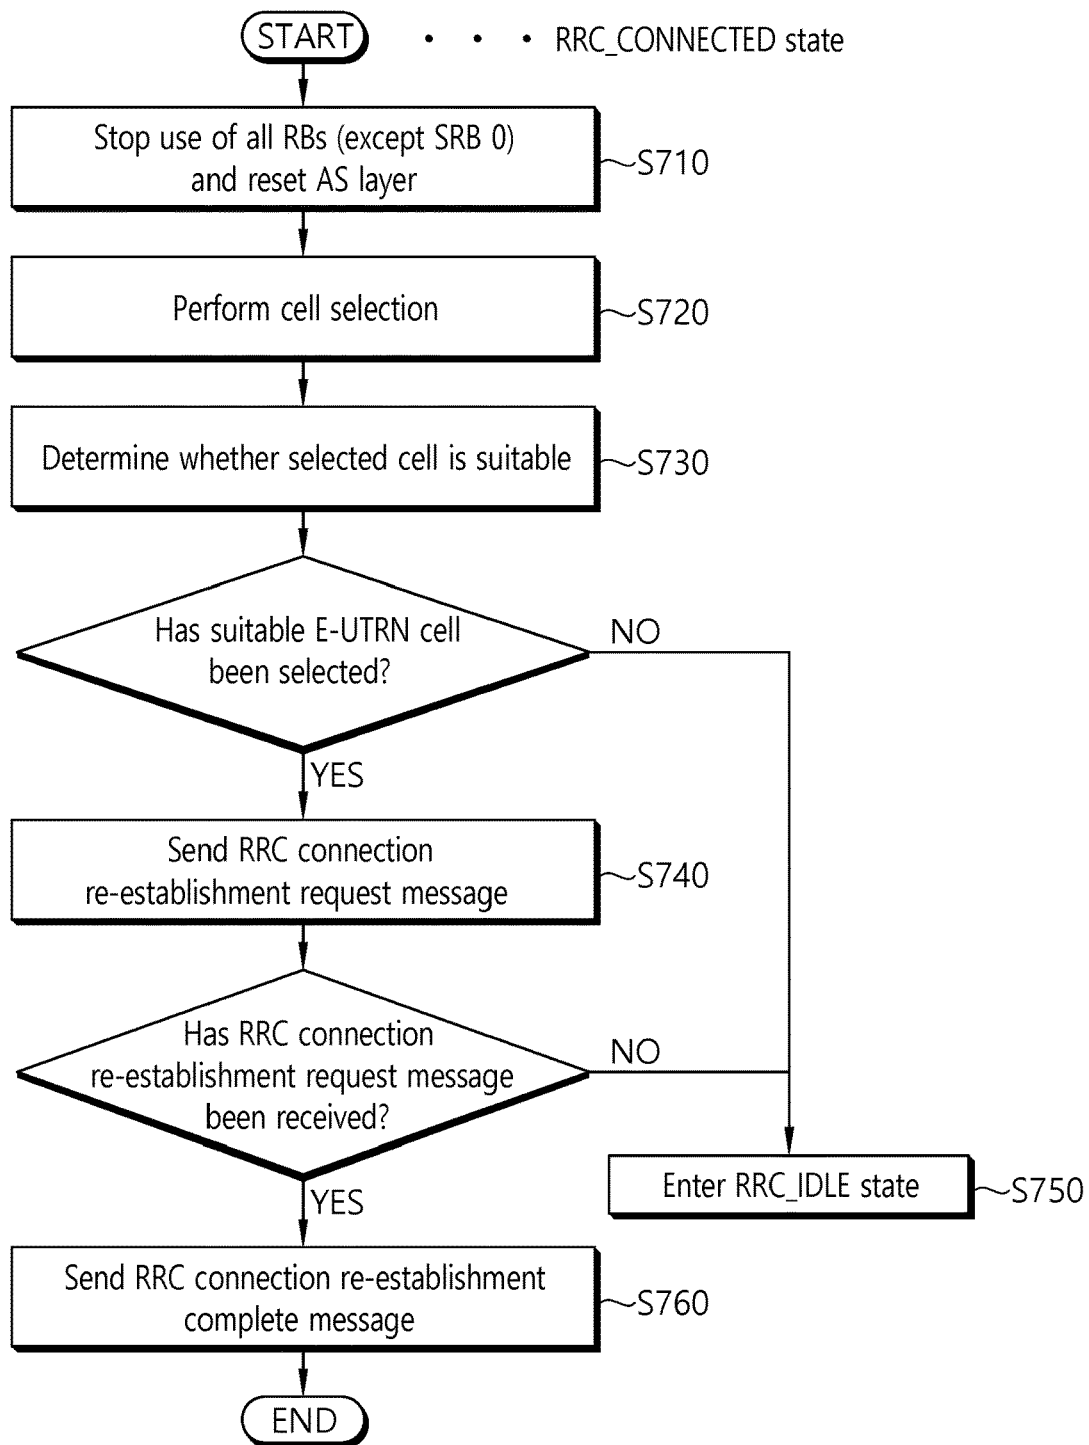 START
• • • RRC_CONNECTED state
Stop use of all RBs (except SRB 0)
and reset AS layer
S710
Perform cell selection
S720
Determine whether selected cell is suitable
S730
Has suitable E-UTRN cell
been selected?
NO
YES
Send RRC connection
re-establishment request message
S740
Has RRC connection
re-establishment request message
been received?
NO
YES
Enter RRC_IDLE state
S750
Send RRC connection re-establishment
complete message
S760
END